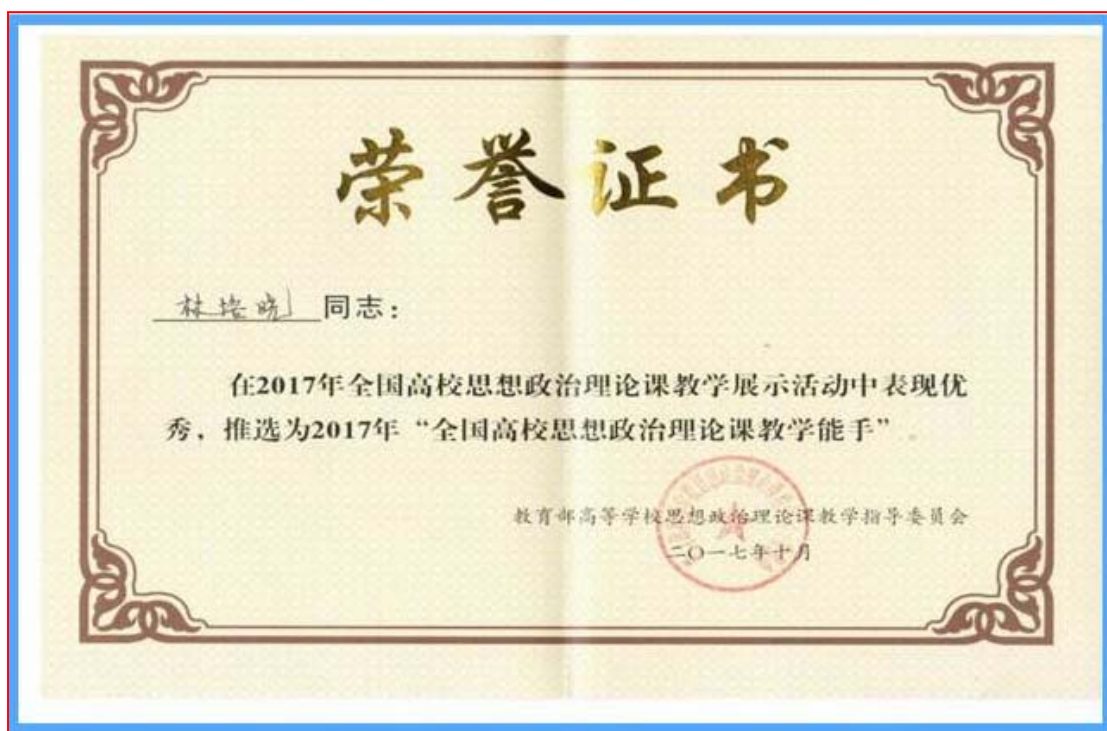 荣誉证书
林培晓 同志：
在2017年全国高校思想政治理论课教学展示活动中表现优
秀，推选为2017年“全国高校思想政治理论课教学能手”。
教育部高等学校思想政治理论课教学指导委员会
二〇一七年十月